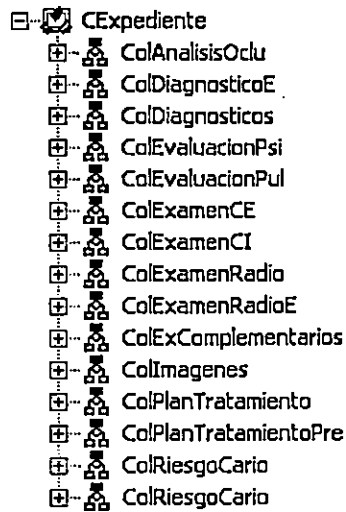 CExpediente
ColAnalisisOclu
ColDiagnosticoE
ColDiagnosticos
ColEvaluacionPsi
ColEvaluacionPul
ColExamenCE
ColExamenCI
ColExamenRadio
ColExamenRadioE
ColExComplementarios
ColImagenes
ColPlanTratamiento
ColPlanTratamientoPre
ColRiesgoCario
ColRiesgoCario